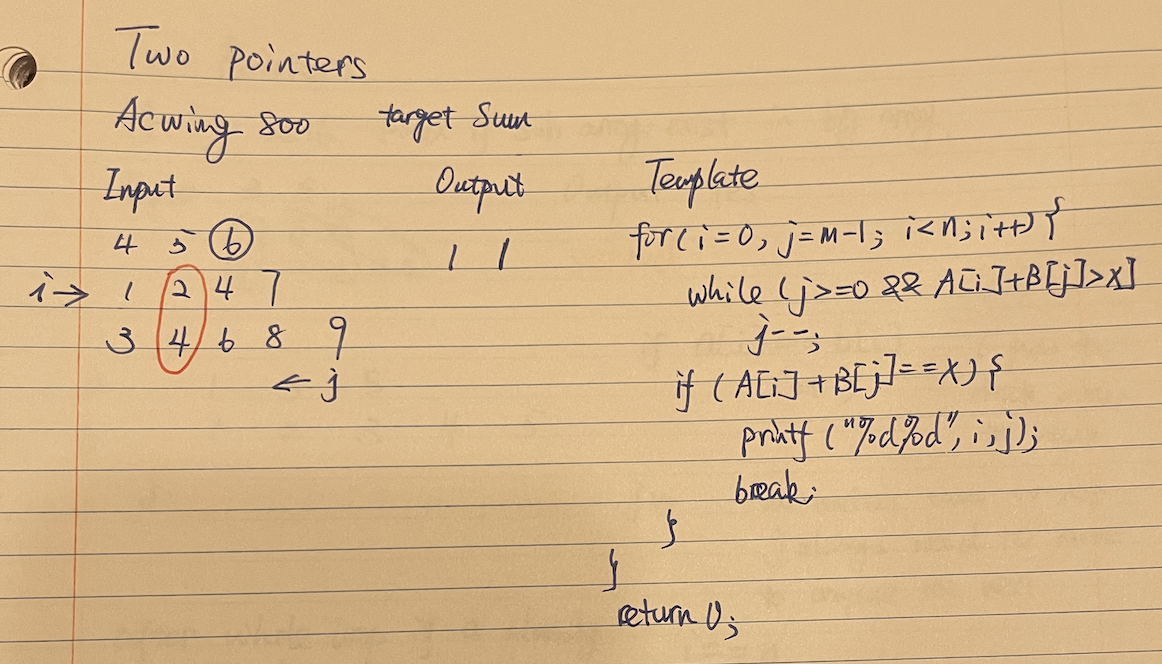 Two pointers
Acwing 800 target Sum
Input
4 5 6
i→ 1 2 4 7
3 4 6 8 9
← j
Output
1 1
Template
for(i=0, j=m-1; i<n; i++) {
while (j>=0 && A[i]+B[j]>x]
j--;
if (A[i]+B[j]==x) {
printf ("%d%d", i,j);
break;
}
}
return 0;